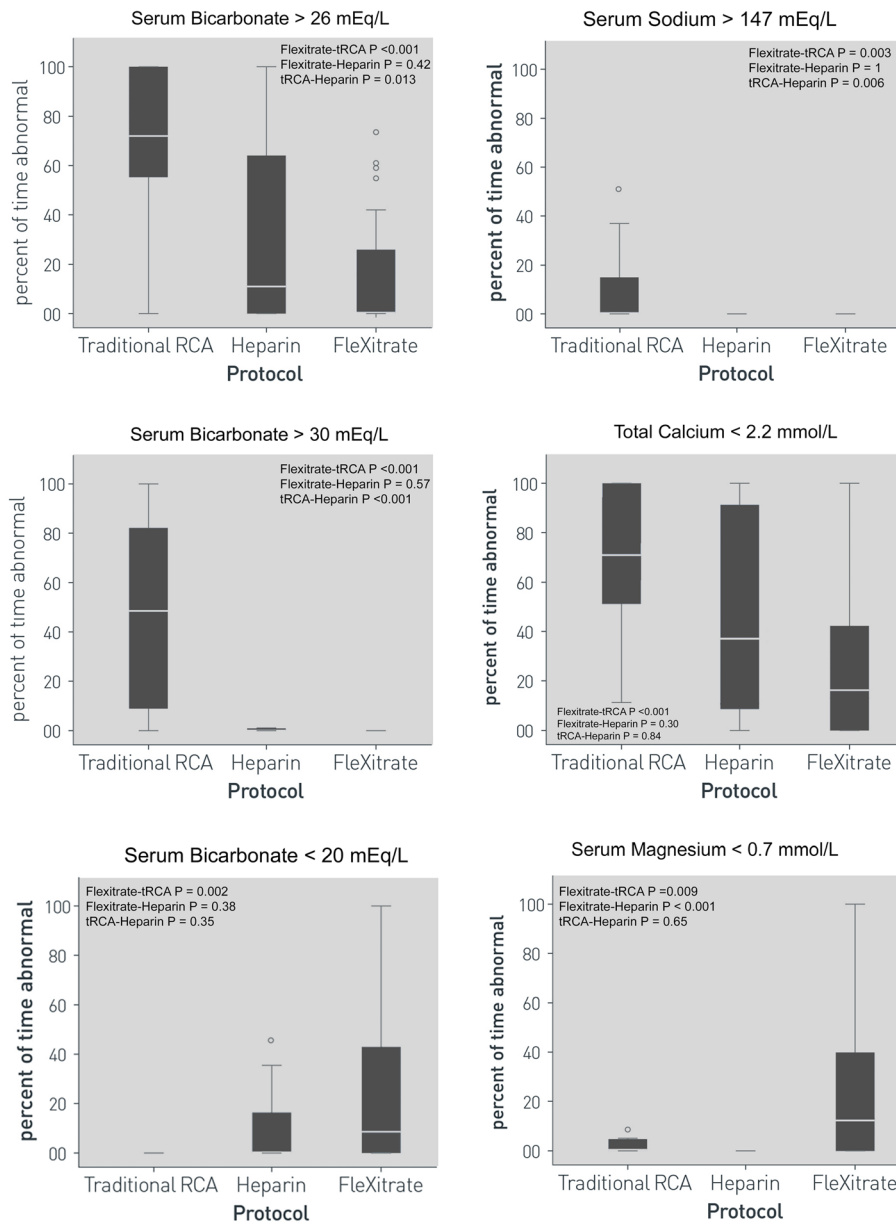 Serum Bicarbonate > 26 mEq/L
Flexitrate-tRCA P <0.001
Flexitrate-Heparin P = 0.42
tRCA-Heparin P = 0.013
percent of time abnormal
100
80
60
40
20
00
Traditional RCA Heparin FleXitrate
Protocol
Serum Sodium > 147 mEq/L
Flexitrate-tRCA P = 0.003
Flexitrate-Heparin P = 1
tRCA-Heparin P = 0.006
percent of time abnormal
100
80
60
40
20
00
Traditional RCA Heparin FleXitrate
Protocol
Serum Bicarbonate > 30 mEq/L
Flexitrate-tRCA P <0.001
Flexitrate-Heparin P = 0.57
tRCA-Heparin P <0.001
percent of time abnormal
100
80
60
40
20
00
Traditional RCA Heparin FleXitrate
Protocol
Total Calcium < 2.2 mmol/L
percent of time abnormal
100
80
60
40
20
00
Flexitrate-tRCA P <0.001
Flexitrate-Heparin P = 0.30
tRCA-Heparin P = 0.84
Traditional RCA Heparin FleXitrate
Protocol
Serum Bicarbonate < 20 mEq/L
Flexitrate-tRCA P = 0.002
Flexitrate-Heparin P = 0.38
tRCA-Heparin P = 0.35
percent of time abnormal
100
80
60
40
20
00
Traditional RCA Heparin FleXitrate
Protocol
Serum Magnesium < 0.7 mmol/L
Flexitrate-tRCA P =0.009
Flexitrate-Heparin P < 0.001
tRCA-Heparin P = 0.65
percent of time abnormal
100
80
60
40
20
00
Traditional RCA Heparin FleXitrate
Protocol